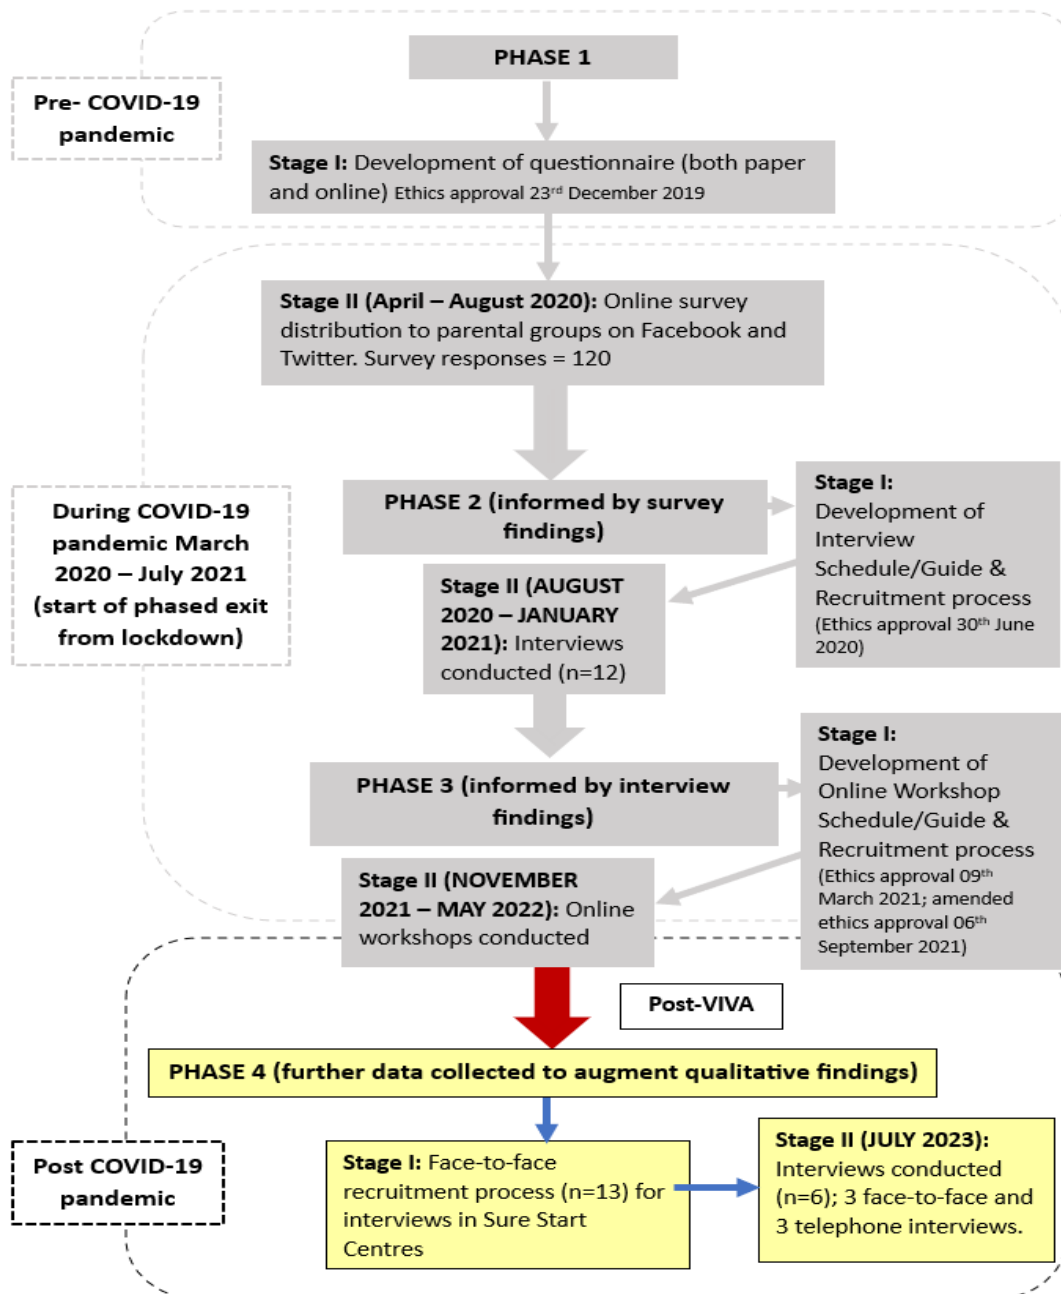 PHASE 1
Pre- COVID-19
pandemic
Stage I: Development of questionnaire (both paper
and online) Ethics approval 23rd December 2019
Stage II (April – August 2020): Online survey
distribution to parental groups on Facebook and
Twitter. Survey responses = 120
During COVID-19
pandemic March
2020 – July 2021
(start of phased exit
from lockdown)
PHASE 2 (informed by survey
findings)
Stage I:
Development of
Interview
Schedule/Guide &
Recruitment process
(Ethics approval 30th June
2020)
Stage II (AUGUST
2020 – JANUARY
2021): Interviews
conducted (n=12)
PHASE 3 (informed by interview
findings)
Stage I:
Development of
Online Workshop
Schedule/Guide &
Recruitment process
(Ethics approval 09th
March 2021; amended
ethics approval 06th
September 2021)
Stage II (NOVEMBER
2021 – MAY 2022): Online
workshops conducted
Post-VIVA
PHASE 4 (further data collected to augment qualitative findings)
Post COVID-19
pandemic
Stage I: Face-to-face
recruitment process (n=13) for
interviews in Sure Start
Centres
Stage II (JULY 2023):
Interviews conducted
(n=6); 3 face-to-face and
3 telephone interviews.